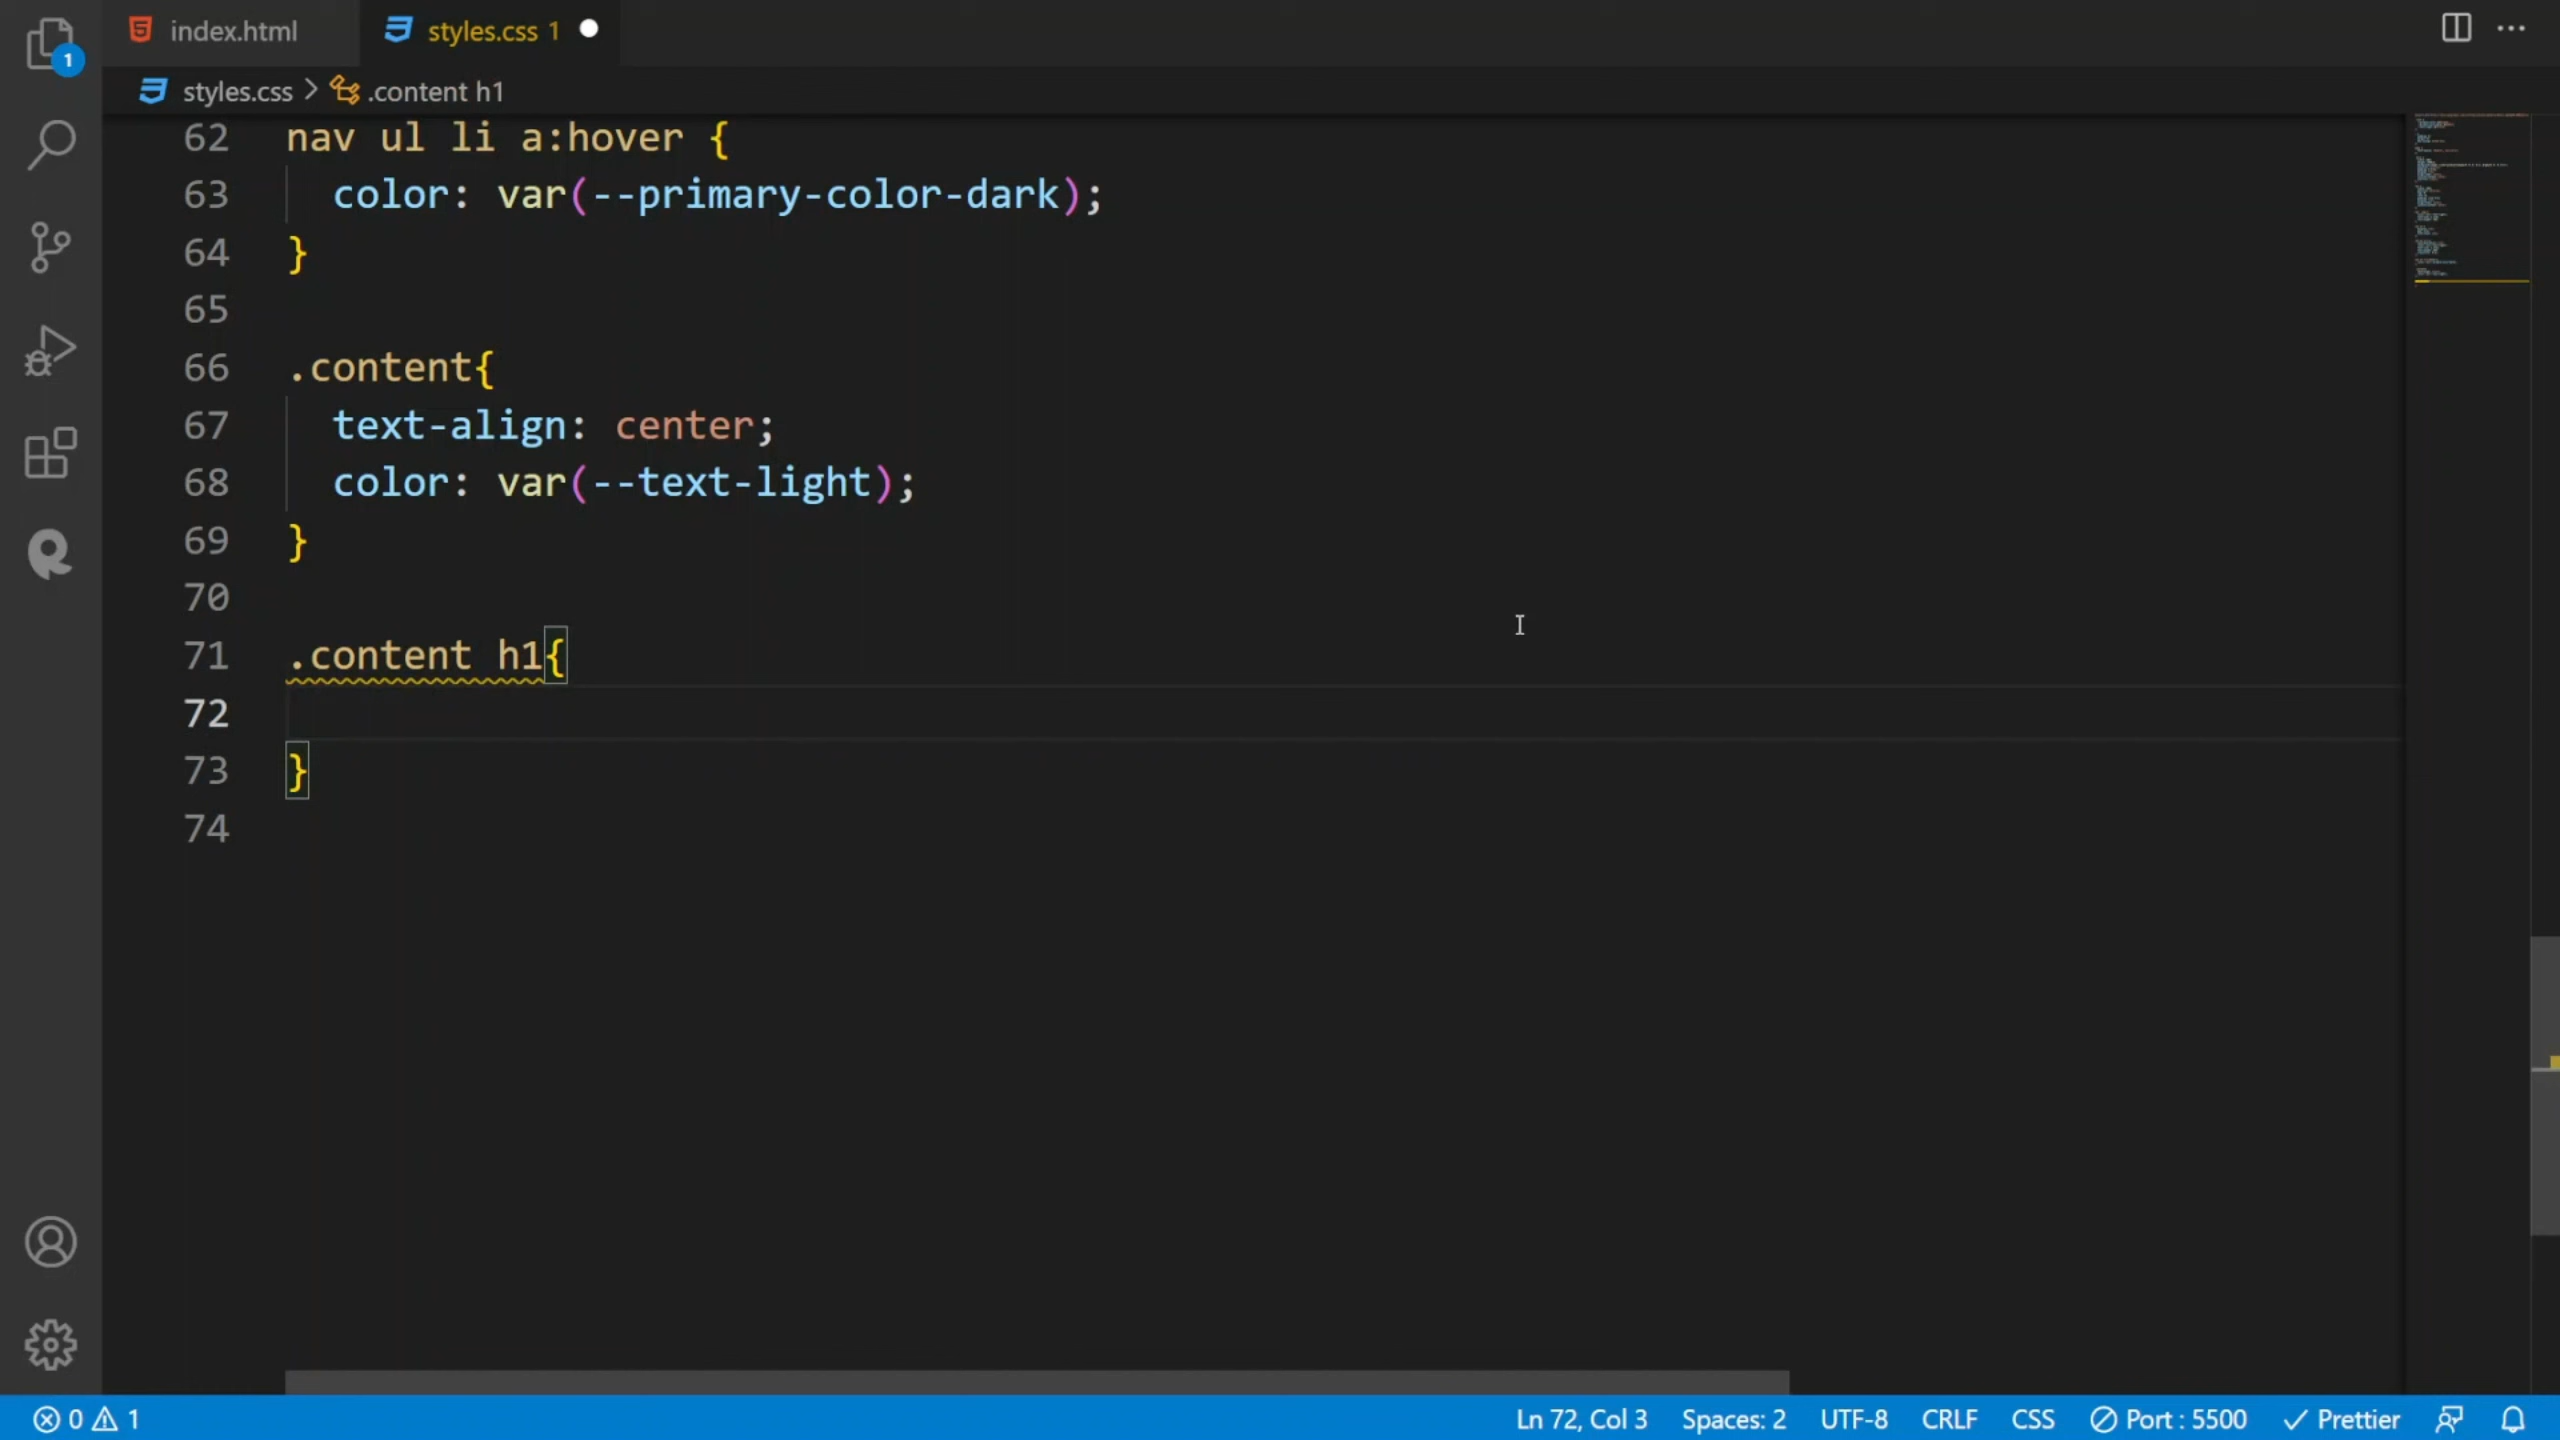 index.html
styles.css 1
1
styles.css > .content h1
62 nav ul li a:hover {
63 color: var(--primary-color-dark);
64 }
65
66 .content{
67 text-align: center;
68 color: var(--text-light);
69 }
70
71 .content h1{
72
73 }
74
0 1 Ln 72, Col 3 Spaces: 2 UTF-8 CRLF CSS Port : 5500 Prettier